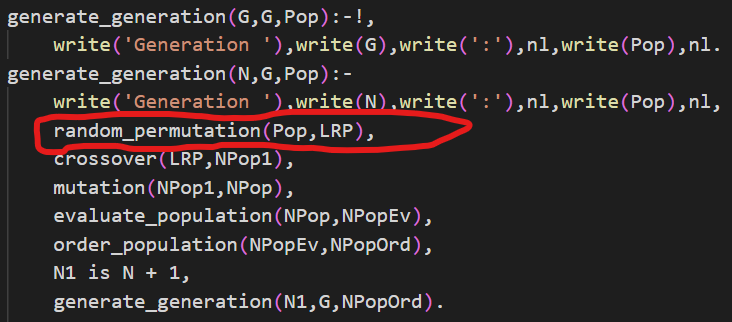 generate_generation(G,G,Pop):-!,
    write('Generation '),write(G),write(':'),nl,write(Pop),nl.
generate_generation(N,G,Pop):-
    write('Generation '),write(N),write(':'),nl,write(Pop),nl,
    random_permutation(Pop,LRP),
    crossover(LRP,NPop1),
    mutation(NPop1,NPop),
    evaluate_population(NPop,NPopEv),
    order_population(NPopEv,NPopOrd),
    N1 is N + 1,
    generate_generation(N1,G,NPopOrd).